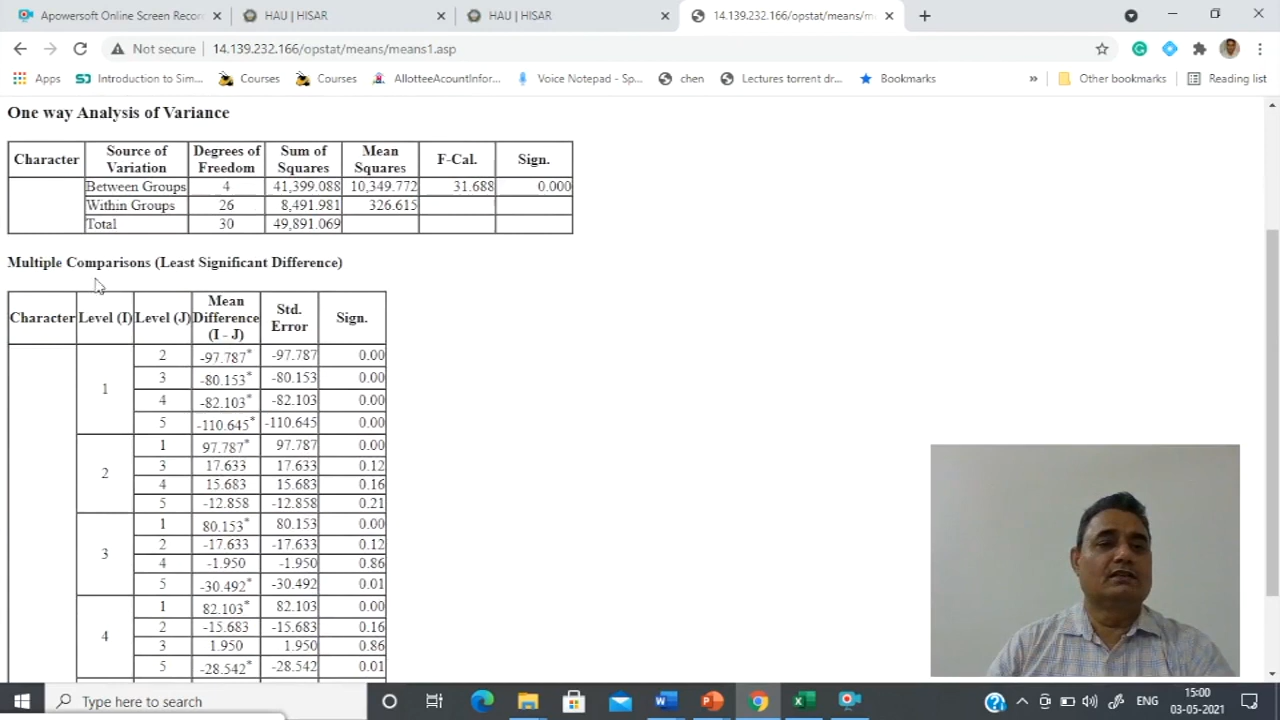 Apowersoft Online Screen Recor
HAU | HISAR
HAU | HISAR
14.139.232.166/opstat/means/m
Not secure
14.139.232.166/opstat/means/means1.asp
Apps
Introduction to Sim...
Courses
Courses
AllotteeAcountInfor...
Voice Notepad - Sp...
chen
Lectures torrent dr...
Bookmarks
»
Other bookmarks
Reading list
One way Analysis of Variance
Character Source of Variation Degrees of Freedom Sum of Squares Mean Squares F-Cal. Sign.
Between Groups 4 41,399.088 10,349.772 31.688 0.000
Within Groups 26 8,491.981 326.615
Total 30 49,891.069
Multiple Comparisons (Least Significant Difference)
Character Level (I) Level (J) Mean Difference (I - J) Std. Error Sign.
1
2 -97.787* -97.787 0.00
3 -80.153* -80.153 0.00
4 -82.103* -82.103 0.00
5 -110.645* -110.645 0.00
2
1 97.787* 97.787 0.00
3 17.633 17.633 0.12
4 15.683 15.683 0.16
5 -12.858 -12.858 0.21
3
1 80.153* 80.153 0.00
2 -17.633 -17.633 0.12
4 -1.950 -1.950 0.86
5 -30.492* -30.492 0.01
4
1 82.103* 82.103 0.00
2 -15.683 -15.683 0.16
3 1.950 1.950 0.86
5 -28.542* -28.542 0.01
Type here to search
ENG
15:00
03-05-2021